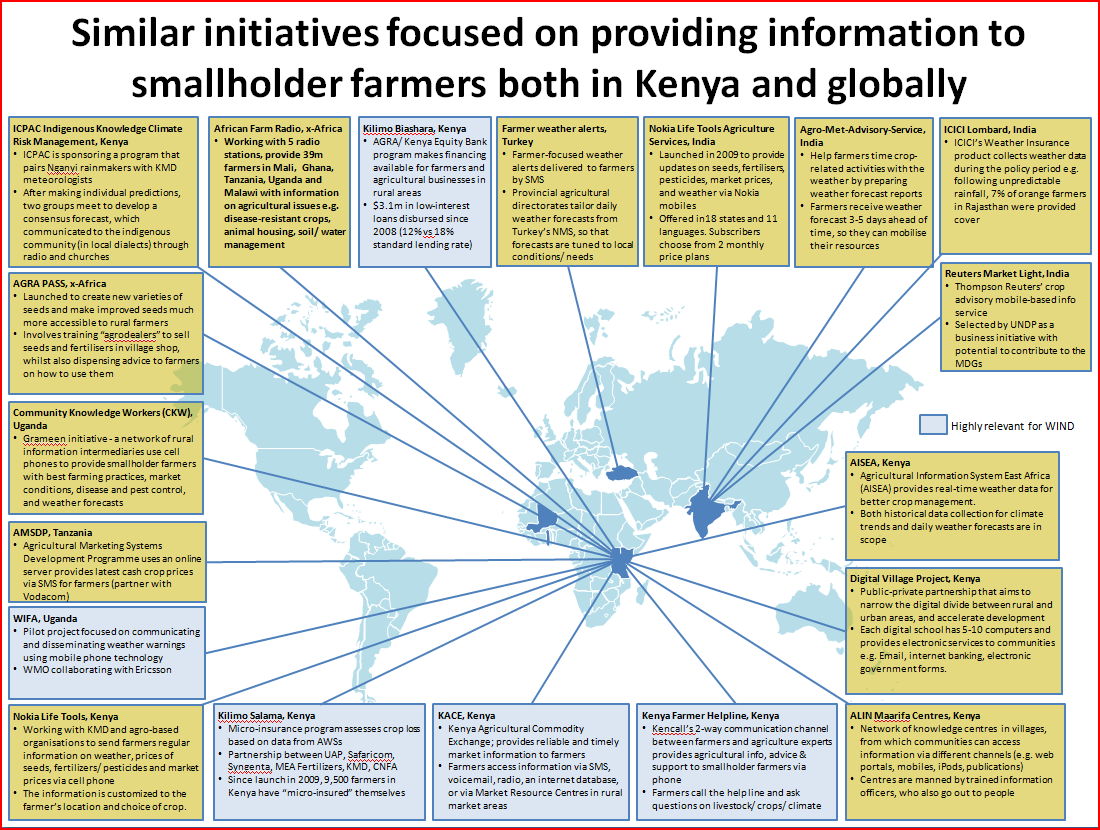 Similar initiatives focused on providing information to
smallholder farmers both in Kenya and globally
ICPAC Indigenous Knowledge Climate
Risk Management, Kenya
• ICPAC is sponsoring a program that
pairs Nganyi rainmakers with KMD
meteorologists
• After making individual predictions,
two groups meet to develop a
consensus forecast, which
communicated to the indigenous
community (in local dialects) through
radio and churches
African Farm Radio, x-Africa
• Working with 5 radio
stations, provide 39m
farmers in Mali, Ghana,
Tanzania, Uganda and
Malawi with information
on agricultural issues e.g.
disease-resistant crops,
animal housing, soil/ water
management
Kilimo Biashara, Kenya
• AGRA/ Kenya Equity Bank
program makes financing
available for farmers and
agricultural businesses in
rural areas
• $3.1m in low-interest
loans disbursed since
2008 (12% vs 18%
standard lending rate)
Farmer weather alerts,
Turkey
• Farmer-focused weather
alerts delivered to farmers
by SMS
• Provincial agricultural
directorates tailor daily
weather forecasts from
Turkey's NMS, so that
forecasts are tuned to local
conditions/ needs
Nokia Life Tools Agriculture
Services, India
• Launched in 2009 to provide
updates on seeds, fertilisers,
pesticides, market prices,
and weather via Nokia
mobiles
• Offered in 18 states and 11
languages. Subscribers
choose from 2 monthly
price plans
Agro-Met-Advisory-Service,
India
• Help farmers time crop-
related activities with the
weather by preparing
weather forecast reports
• Farmers receive weather
forecast 3-5 days ahead of
time, so they can mobilise
their resources
ICICI Lombard, India
• ICICI's Weather Insurance
product collects weather data
during the policy period e.g.
following unpredictable
rainfall, 7% of orange farmers
in Rajasthan were provided
cover
Reuters Market Light, India
• Thompson Reuters' crop
advisory mobile-based info
service
• Selected by UNDP as a
business initiative with
potential to contribute to the
MDGs
AGRA PASS, x-Africa
• Launched to create new varieties of
seeds and make improved seeds much
more accessible to rural farmers
• Involves training "agrodealers" to sell
seeds and fertilisers in village shop,
whilst also dispensing advice to farmers
on how to use them
Community Knowledge Workers (CKW),
Uganda
• Grameen initiative - a network of rural
information intermediaries use cell
phones to provide smallholder farmers
with best farming practices, market
conditions, disease and pest control,
and weather forecasts
Highly relevant for WIND
AISEA, Kenya
• Agricultural Information System East Africa
(AISEA) provides real-time weather data for
better crop management.
• Both historical data collection for climate
trends and daily weather forecasts are in
scope
AMSDP, Tanzania
• Agricultural Marketing Systems
Development Programme uses an online
server provides latest cash crop prices
via SMS for farmers (partner with
Vodacom)
Digital Village Project, Kenya
• Public-private partnership that aims to
narrow the digital divide between rural and
urban areas, and accelerate development
• Each digital school has 5-10 computers and
provides electronic services to communities
e.g. Email, internet banking, electronic
government forms.
WIFA, Uganda
• Pilot project focused on communicating
and disseminating weather warnings
using mobile phone technology
• WMO collaborating with Ericsson
Nokia Life Tools, Kenya
• Working with KMD and agro-based
organisations to send farmers regular
information on weather, prices of
seeds, fertilizers/ pesticides and market
prices via cell phone
• The information is customized to the
farmer's location and choice of crop.
Kilimo Salama, Kenya
• Micro-insurance program assesses crop loss
based on data from AWSs
• Partnership between UAP, Safaricom,
Syngenta, MEA Fertilizers, KMD, CNFA
• Since launch in 2009, 9,500 farmers in
Kenya have "micro-insured" themselves
KACE, Kenya
• Kenya Agricultural Commodity
Exchange; provides reliable and timely
market information to farmers
• Farmers access information via SMS,
voicemail, radio, an internet database,
or via Market Resource Centres in rural
market areas
Kenya Farmer Helpline, Kenya
• Kencall's 2-way communication channel
between farmers and agriculture experts
provides agricultural info, advice &
support to smallholder farmers via
phone
• Farmers call the help line and ask
questions on livestock/ crops/ climate
ALIN Maarifa Centres, Kenya
• Network of knowledge centres in villages,
from which communities can access
information via different channels (e.g. web
portals, mobiles, iPods, publications)
• Centres are manned by trained information
officers, who also go out to people